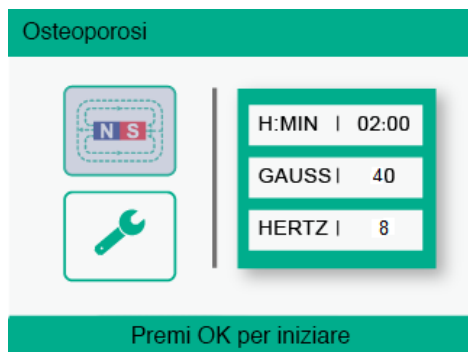 Osteoporosi
N S
H:MIN | 02:00
GAUSS | 40
HERTZ | 8
Premi OK per iniziare